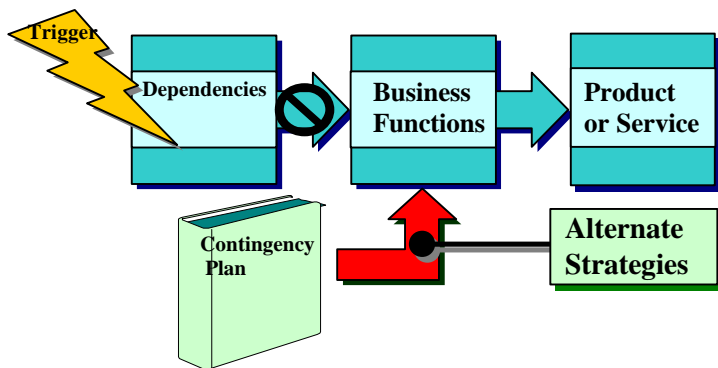 Trigger
Dependencies
Business
Functions
Product
or Service
Contingency
Plan
Alternate
Strategies